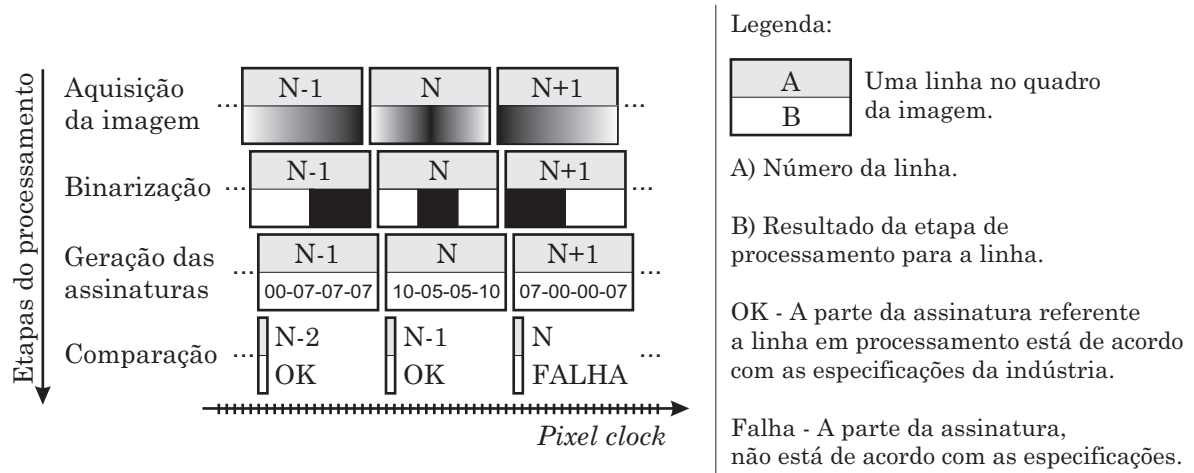 Etapas do processamento
Aquisição
da imagem
...
N-1
N
N+1
...
Binarização
...
N-1
N
N+1
...
Geração das
assinaturas
...
N-1
N
N+1
...
00-07-07-07
10-05-05-10
07-00-00-07
Comparação
...
N-2
OK
N-1
OK
N
FALHA
...
Pixel clock
Legenda:
A
B
Uma linha no quadro
da imagem.
A) Número da linha.
B) Resultado da etapa de
processamento para a linha.
OK - A parte da assinatura referente
a linha em processamento está de acordo
com as especificações da indústria.
Falha - A parte da assinatura,
não está de acordo com as especificações.